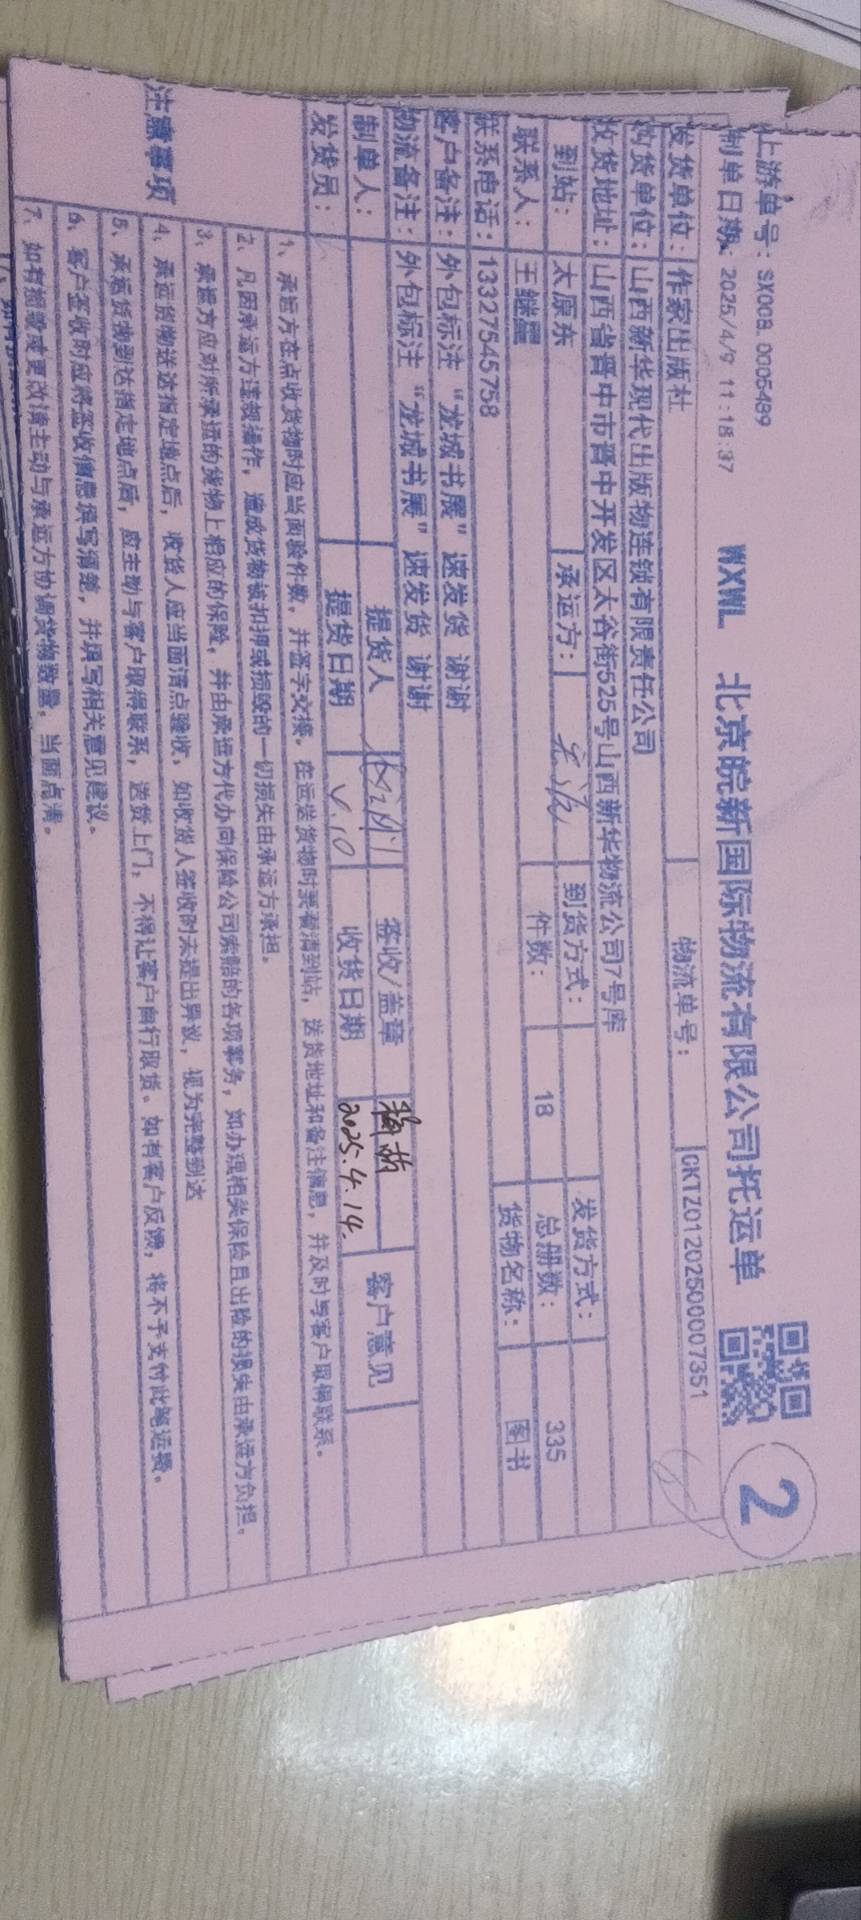 上游单号: SX00B.0005489
WXWL 北京皖新国际物流有限公司托运单
制单日期: 2025/4/9 11:18:37
2
发货单位: 作家出版社 物流单号: CKTZ01202500007351
购货单位: 山西新华现代出版物连锁有限责任公司
收货地址: 山西省晋中市晋中开发区太谷街525号山西新华物流公司7号库
到站: 太原东 承运方: 到货方式: 发货方式:
联系人: 王继 件数: 18 总册数: 335
联系电话: 13327545758 货物名称: 图书
客户备注: 外包标注 “龙城书展” 速发货 谢谢
物流备注: 外包标注 “龙城书展” 速发货 谢谢
制单人: 提货人 签收/盖章 客户意见
发货员: 提货日期 V.10 收货日期 2025.4.14.
注意事项
1、承运方在点收货物时应当面验件数, 并签字交接。在运送货物时要看清到站, 送货地址和备注信息, 并及时与客户取得联系。
2、凡因承运方违规操作, 造成货物被扣押或损毁的一切损失由承运方承担。
3、承运方应对所承运的货物上相应的保险, 并由承运方代办向保险公司索赔的各项事务, 如办理相关保险且出险的损失由承运方负担。
4、承运货物送达指定地点后, 收货人应当面清点验收, 如收货人签收时未提出异议, 视为完整到达
5、承运货物到达指定地点后, 应主动与客户取得联系, 送货上门, 不得让客户自行取货。如有客户反馈, 将不予支付此笔运费。
6、客户签收时应将签收信息填写清楚, 并填写相关意见建议。
7、如有损毁或更改请主动与承运方协调货物数量, 当面点清。